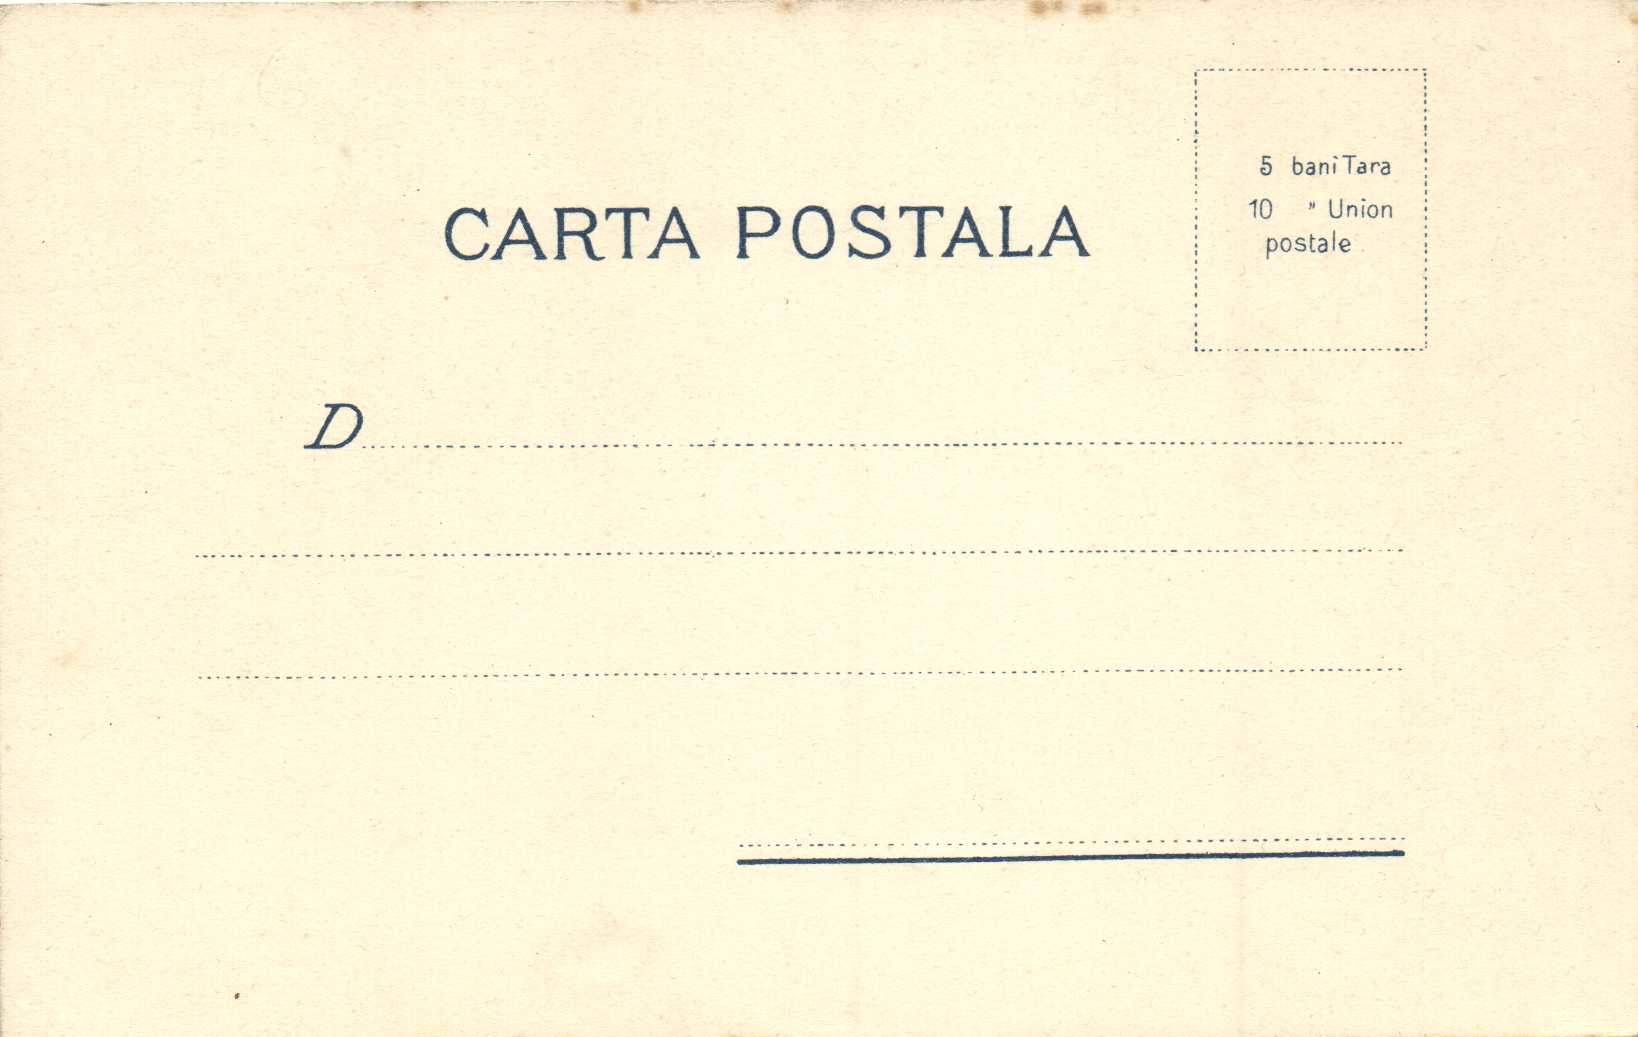 CARTA POSTALA
5 bani Tara
10 " Union
postale
D